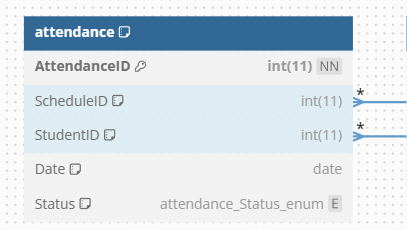 attendance
AttendanceID int(11) NN
ScheduleID int(11) *
StudentID int(11) *
Date date
Status attendance_Status_enum E